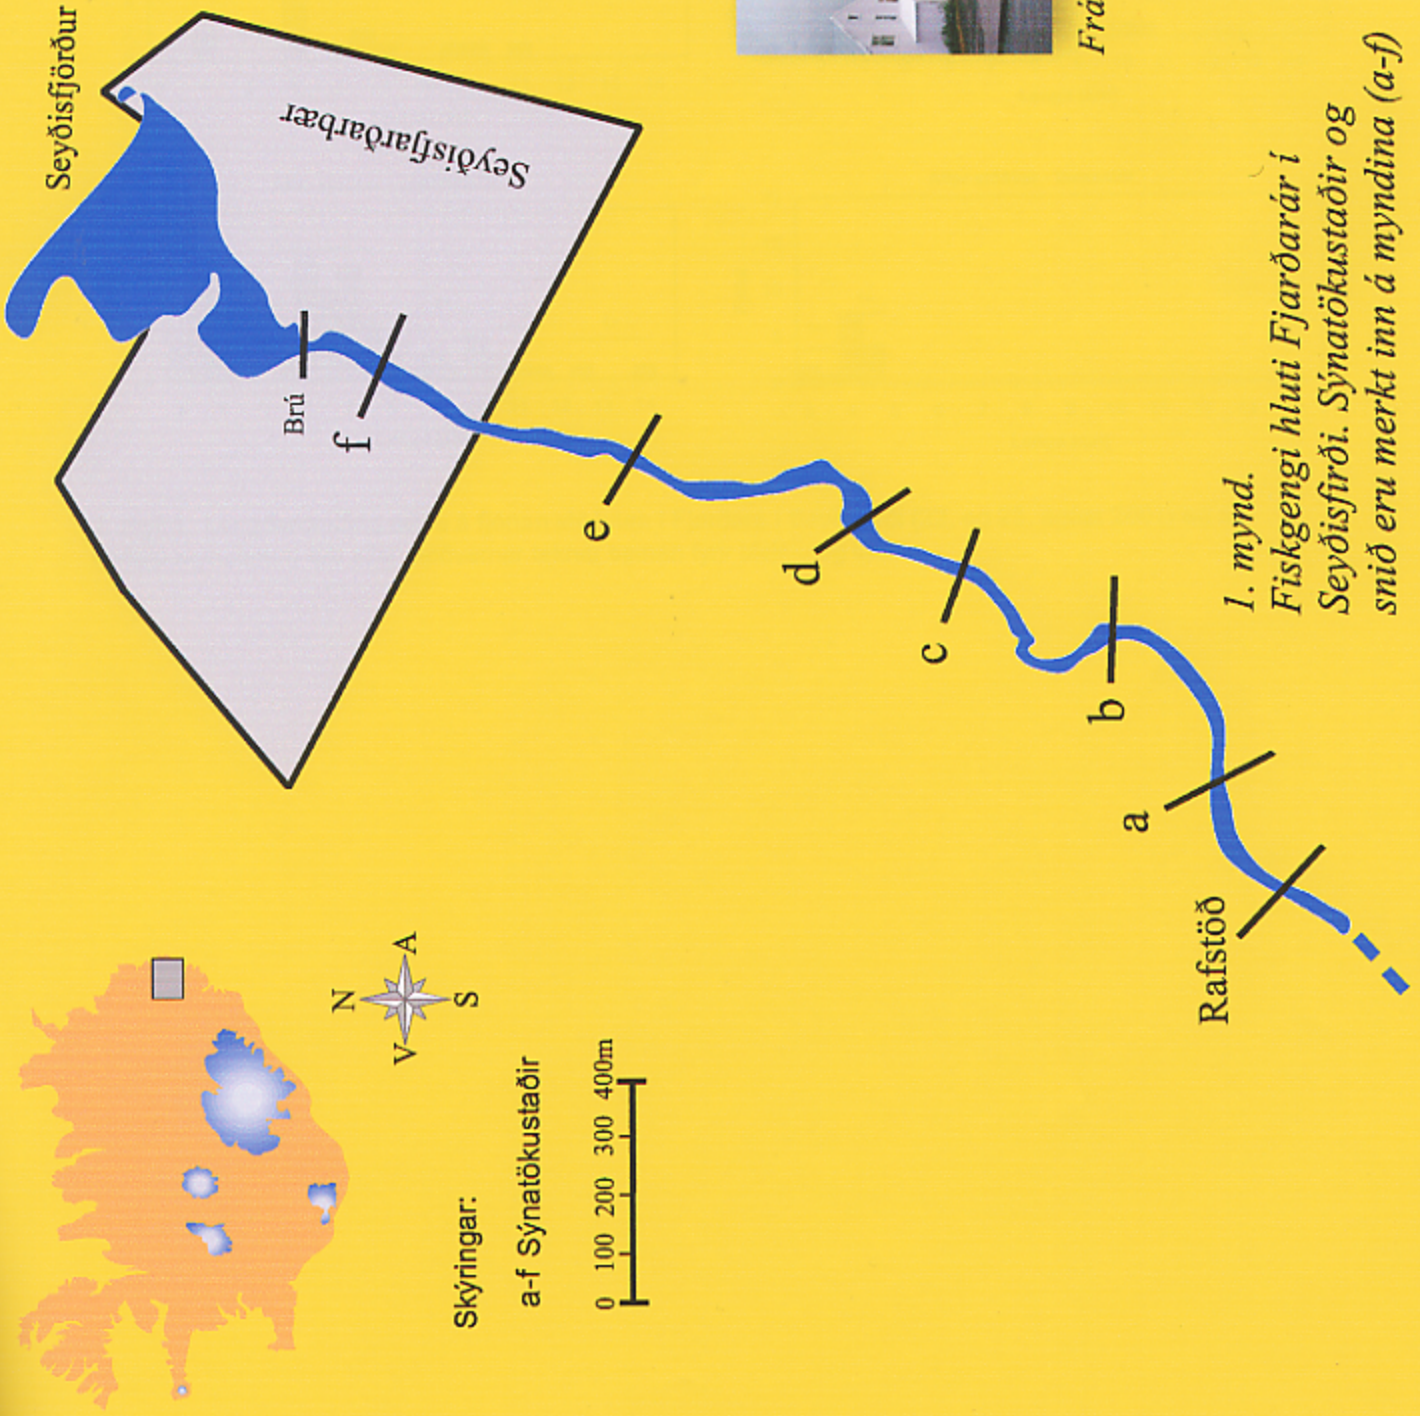 Seyðisfjörður
Seyðisfjarðarbær
Brú
f
e
d
c
b
a
Rafstöð
N
A
V
S
Skýringar:
a-f Sýnatökustaðir
0 100 200 300 400m
1. mynd.
Fiskgengi hluti Fjarðarár í
Seyðisfirði. Sýnatökustaðir og
snið eru merkt inn á myndina (a-f)
Frá